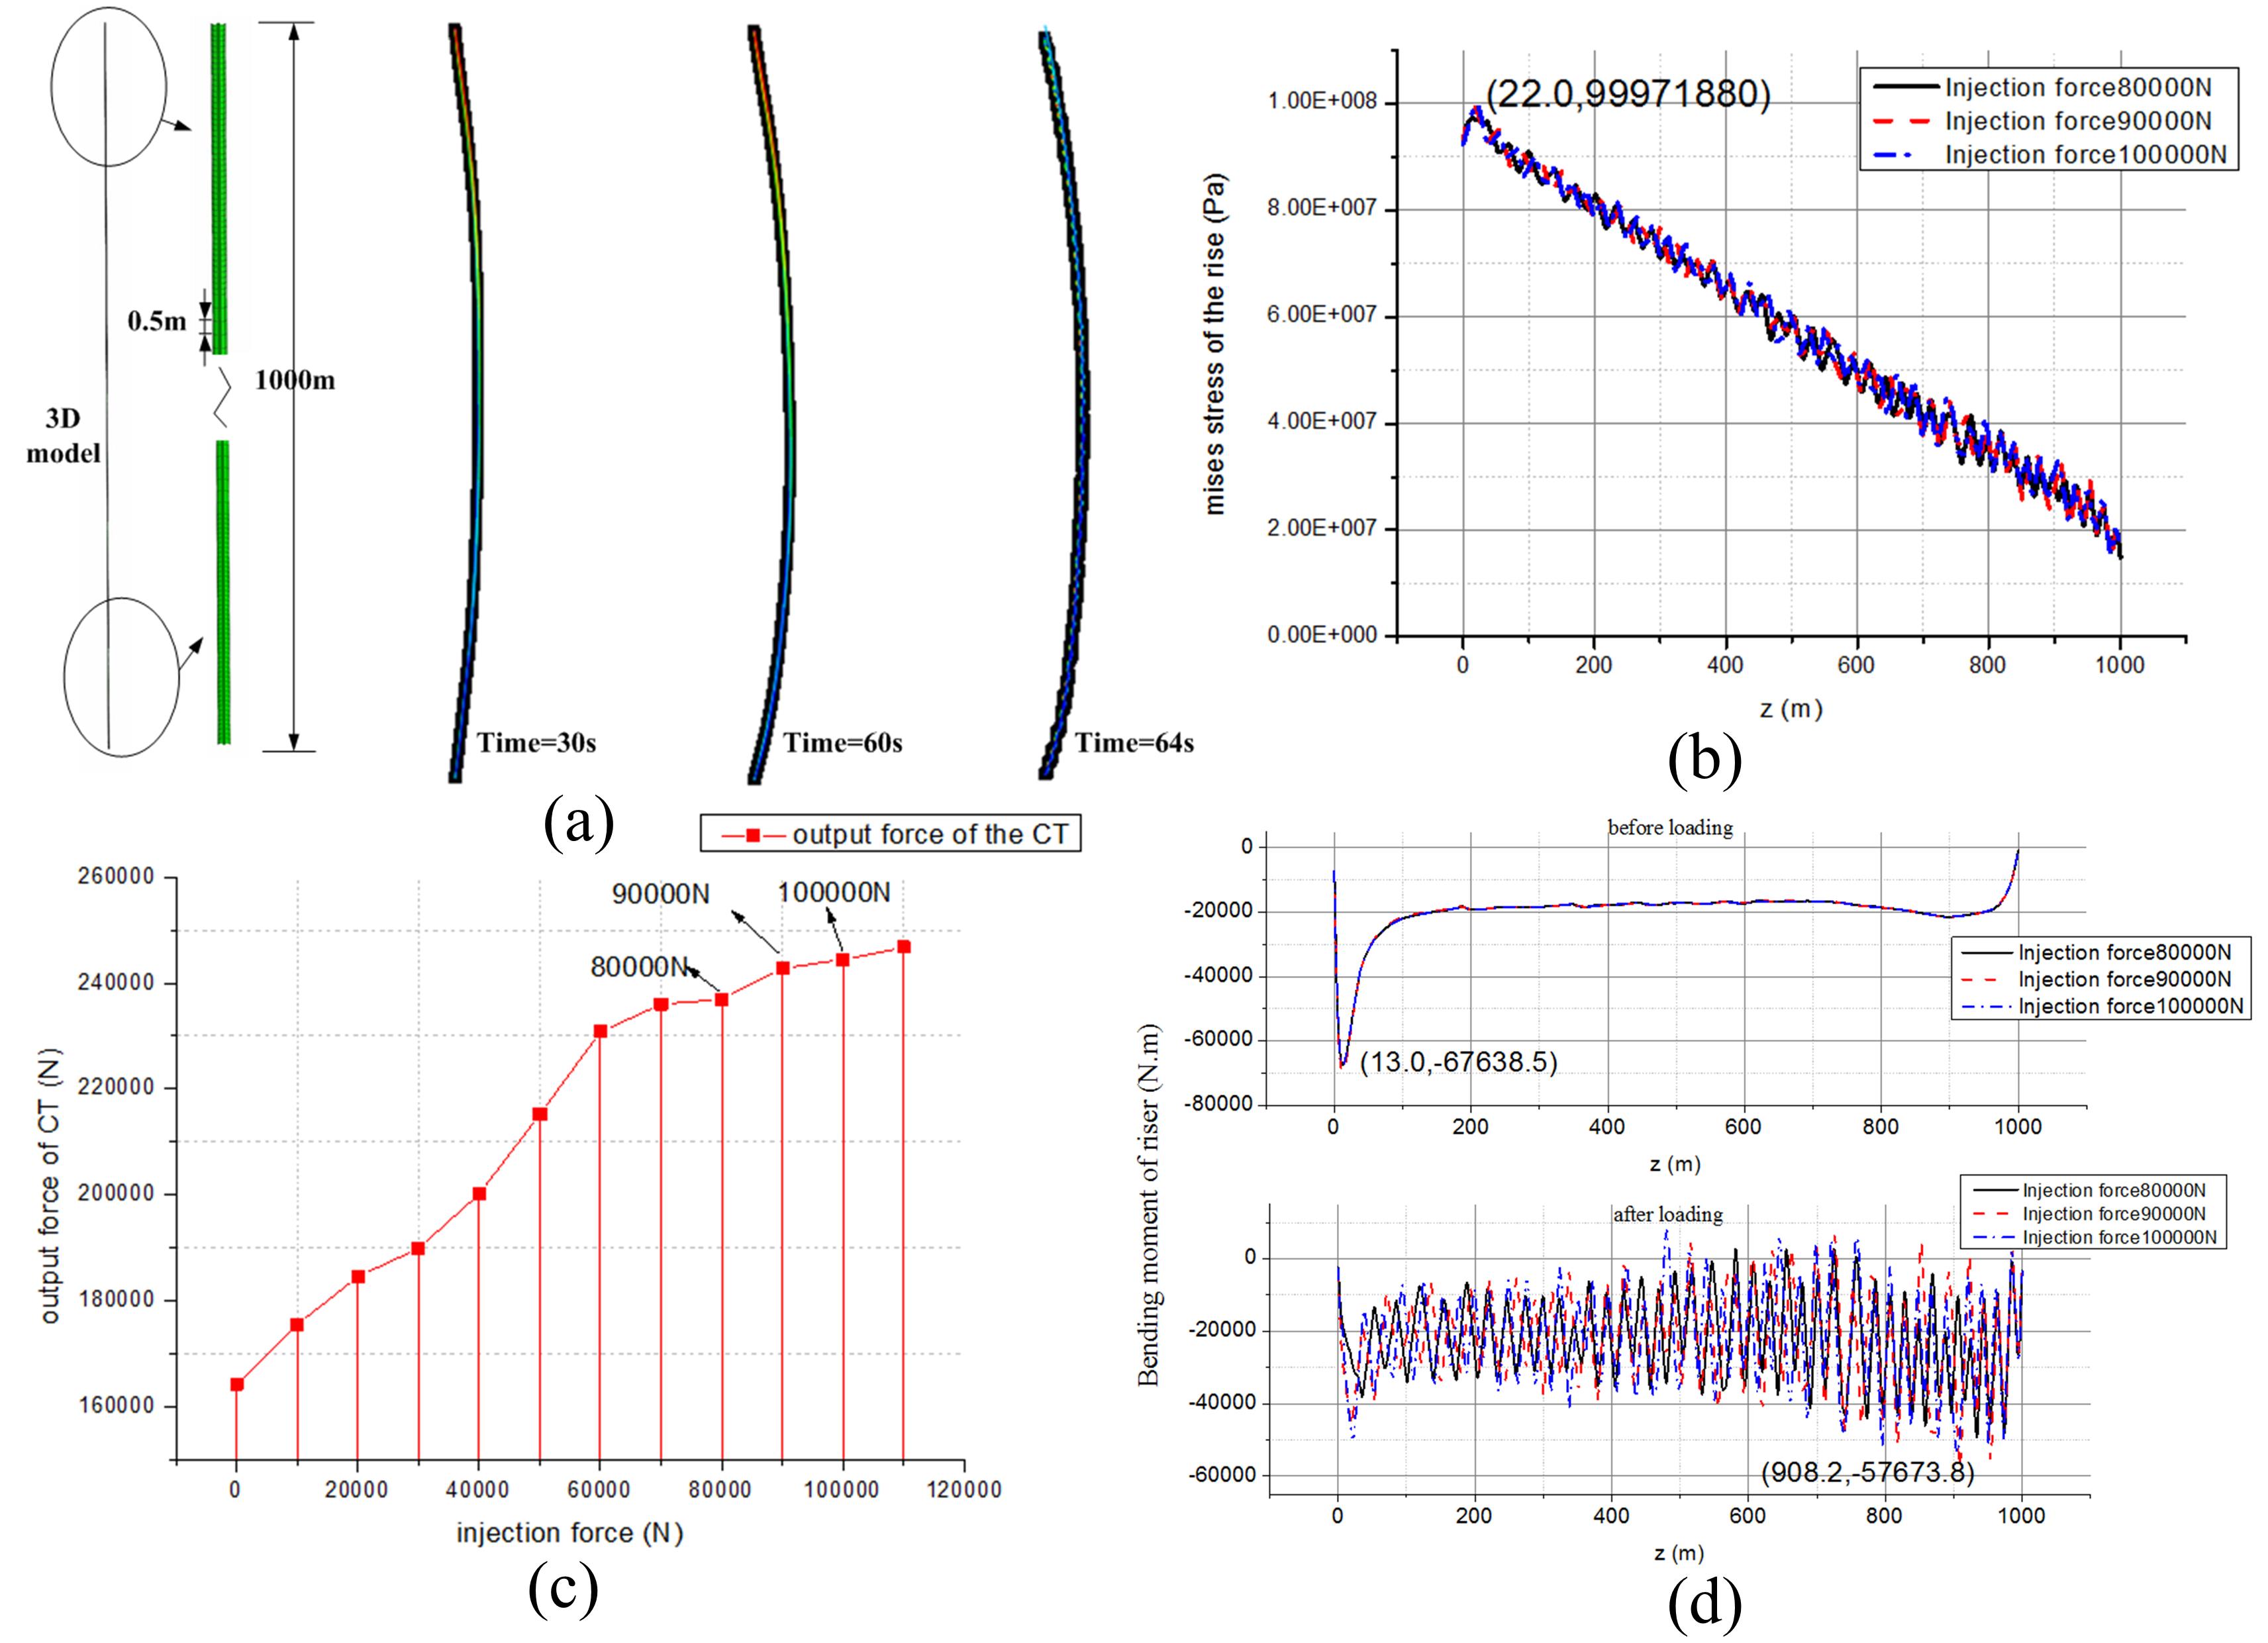 0.5m
1000m
3D
model
Time=30s
Time=60s
Time=64s
(a)
(22.0,99971880)
Injection force80000N
Injection force90000N
Injection force100000N
mises stress of the rise (Pa)
1.00E+008
8.00E+007
6.00E+007
4.00E+007
2.00E+007
0.00E+000
0 200 400 600 800 1000
z (m)
(b)
output force of the CT
output force of CT (N)
260000
240000
220000
200000
180000
160000
90000N
100000N
80000N
0 20000 40000 60000 80000 100000 120000
injection force (N)
(c)
Bending moment of riser (N.m)
before loading
0
-20000
-40000
-60000
-80000
Injection force80000N
Injection force90000N
Injection force100000N
(13.0,-67638.5)
0 200 400 600 800 1000
z (m)
Injection force80000N
Injection force90000N
Injection force100000N
after loading
0
-20000
-40000
-60000
(908.2,-57673.8)
0 200 400 600 800 1000
z (m)
(d)